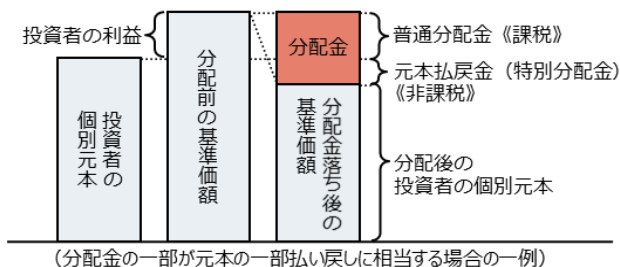 投資者の利益
投資者の
個別元本
分配前の基準価額
分配金
分配金落ち後の
基準価額
普通分配金《課税》
元本払戻金（特別分配金）
《非課税》
分配後の
投資者の個別元本
（分配金の一部が元本の一部払い戻しに相当する場合の一例）